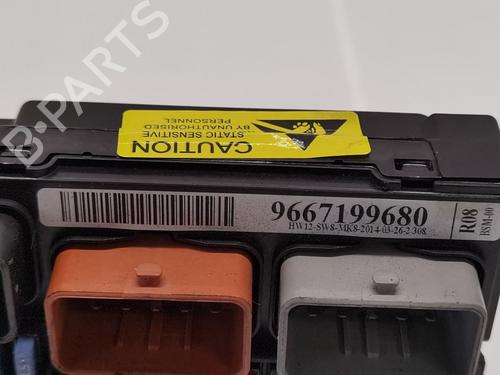 CAUTION
STATIC SENSITIVE
BY UNAUTHORISED
PERSONNEL
9667199680
HW12-SW8-MK8-2014-03-26-2 308
R08
BSM-00
B-PARTS